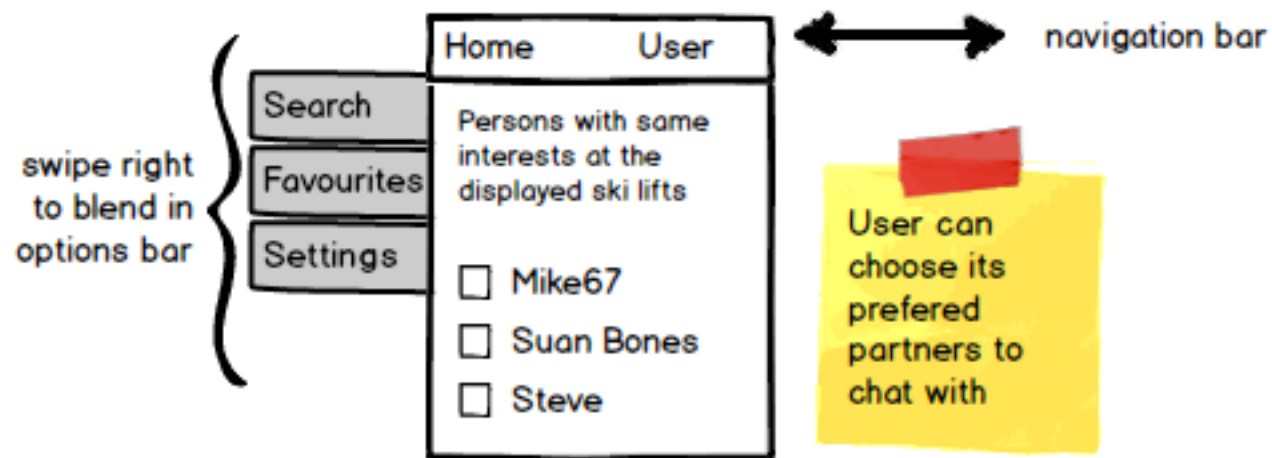 Home User
navigation bar
Search
Favourites
Settings
swipe right
to blend in
options bar
Persons with same
interests at the
displayed ski lifts
Mike67
Suan Bones
Steve
User can
choose its
prefered
partners to
chat with